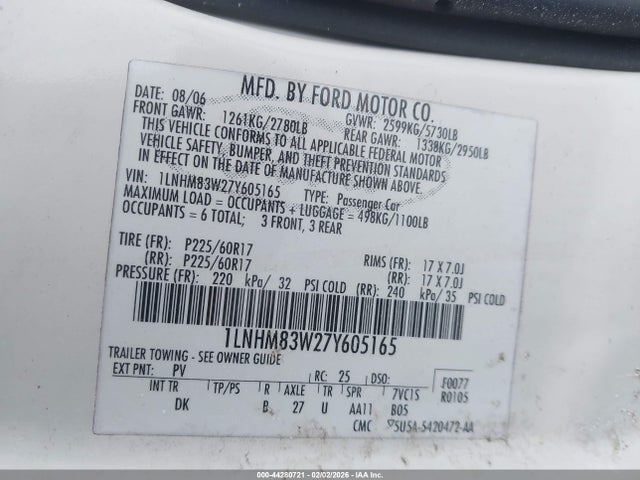 MFD. BY FORD MOTOR CO.
DATE: 08/06 GVWR: 2599KG/5730LB
FRONT GAWR: 1261KG/2780LB REAR GAWR: 1338KG/2950LB
THIS VEHICLE CONFORMS TO ALL APPLICABLE FEDERAL MOTOR
VEHICLE SAFETY, BUMPER, AND THEFT PREVENTION STANDARDS
IN EFFECT ON THE DATE OF MANUFACTURE SHOWN ABOVE.
VIN: 1LNHM83W27Y605165 TYPE: Passenger Car
MAXIMUM LOAD = OCCUPANTS + LUGGAGE = 498KG/1100LB
OCCUPANTS = 6 TOTAL; 3 FRONT, 3 REAR
TIRE (FR): P225/60R17 RIMS (FR): 17 X 7.0J
(RR): P225/60R17 (RR): 17 X 7.0J
PRESSURE (FR): 220 kPa/ 32 PSI COLD (RR): 240 kPa/ 35 PSI COLD
1LNHM83W27Y605165
TRAILER TOWING - SEE OWNER GUIDE
EXT PNT: PV RC: 25 DSO: F0077
INT TR TP/PS R AXLE TR SPR 7VC1S R0105
DK B 27 U AA11 B05
CMC 5U5A-5420472-AA
000-44280721 - 02/02/2026 - IAAI.COM